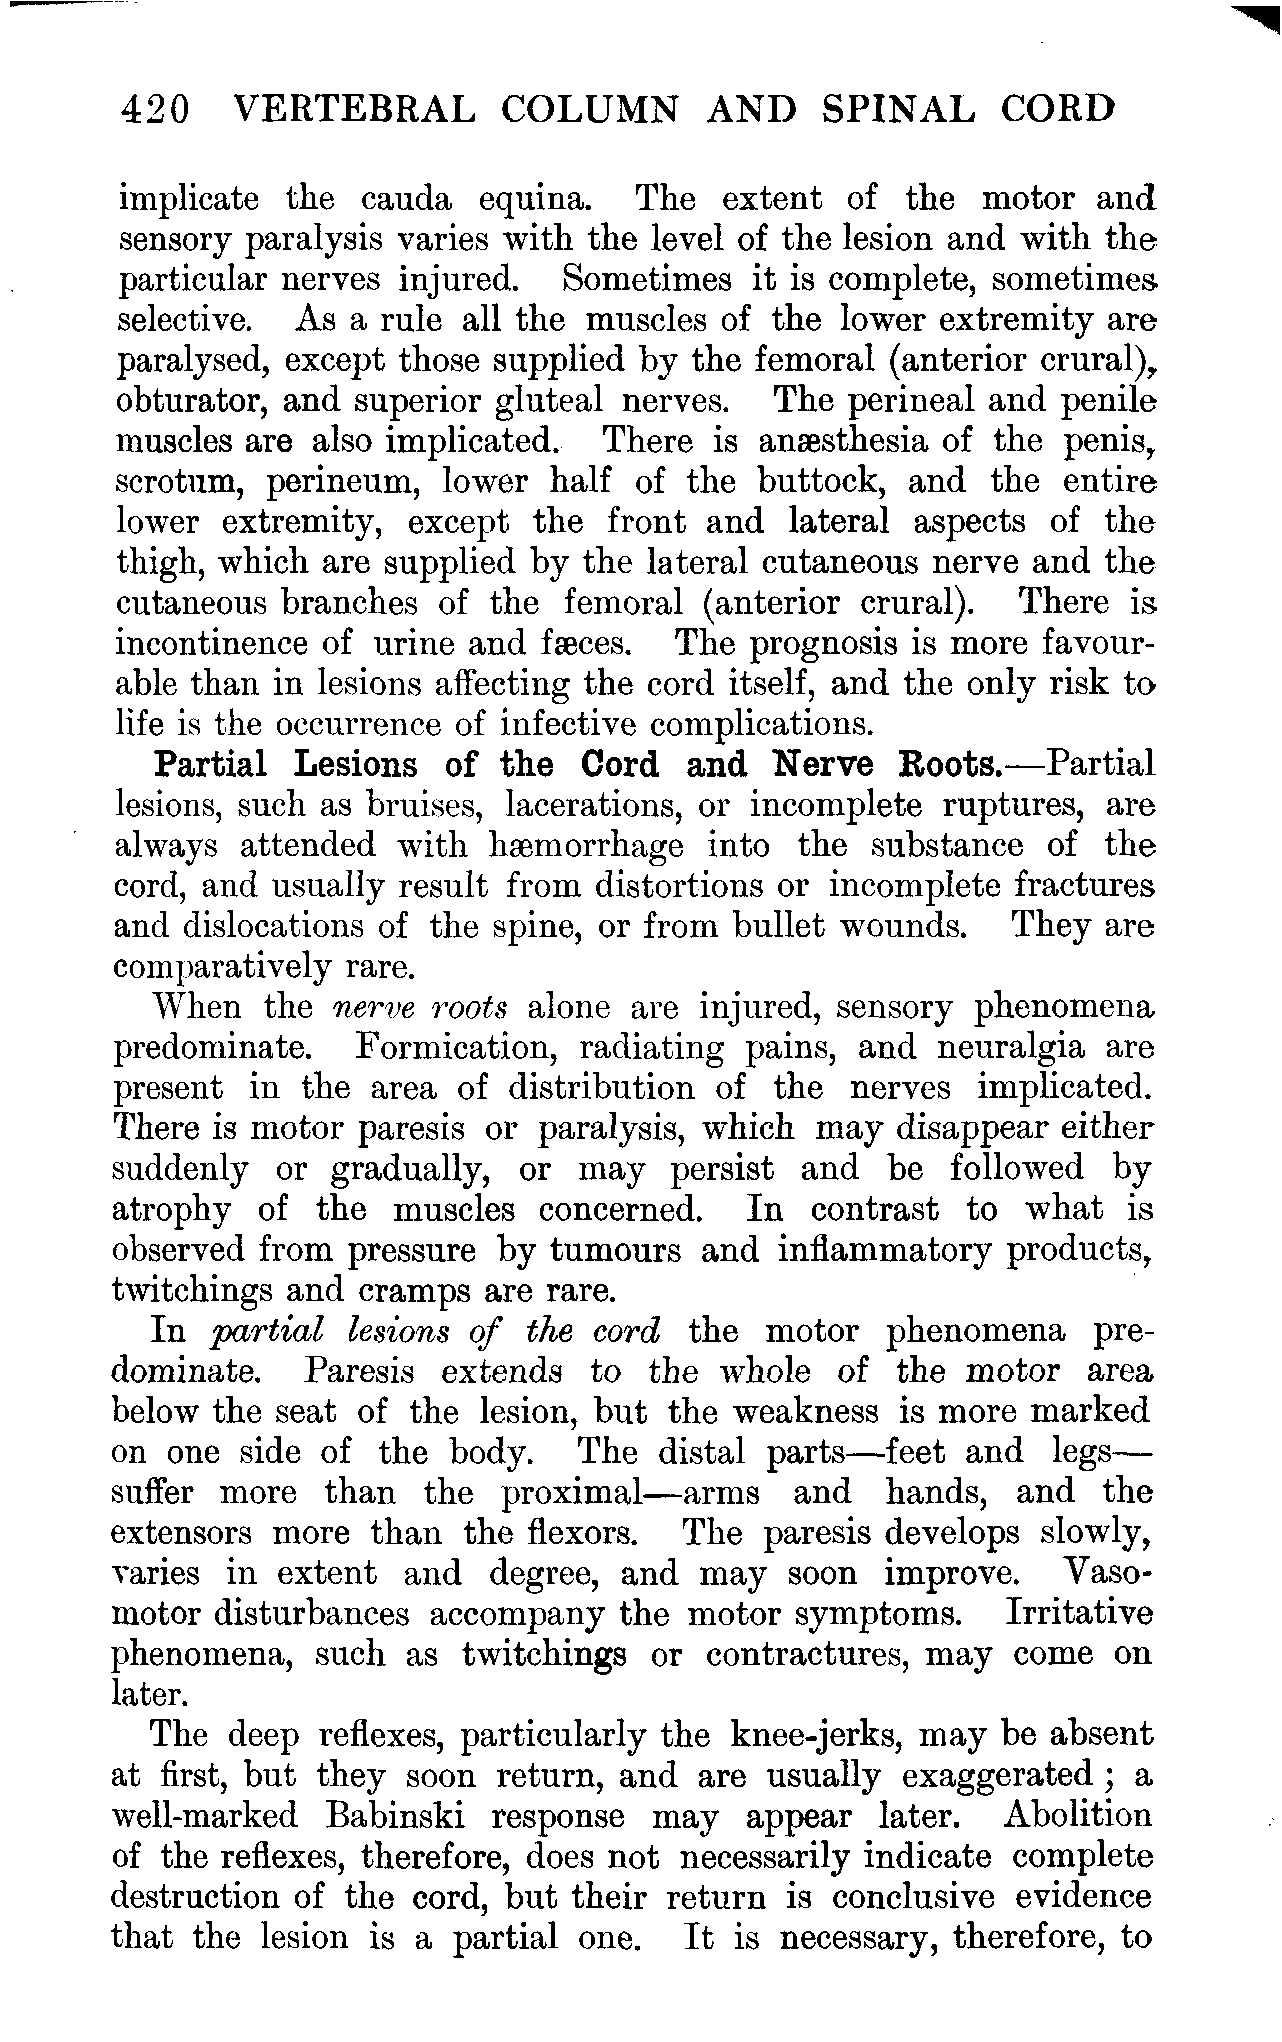 420 VERTEBRAL COLUMN AND SPINAL CORD
implicate the cauda equina. The extent of the motor and
sensory paralysis varies with the level of the lesion and with the
particular nerves injured. Sometimes it is complete, sometimes
selective. As a rule all the muscles of the lower extremity are
paralysed, except those supplied by the femoral (anterior crural),
obturator, and superior gluteal nerves. The perineal and penile
muscles are also implicated. There is anæsthesia of the penis,
scrotum, perineum, lower half of the buttock, and the entire
lower extremity, except the front and lateral aspects of the
thigh, which are supplied by the lateral cutaneous nerve and the
cutaneous branches of the femoral (anterior crural). There is
incontinence of urine and fæces. The prognosis is more favour-
able than in lesions affecting the cord itself, and the only risk to
life is the occurrence of infective complications.
Partial Lesions of the Cord and Nerve Roots.—Partial
lesions, such as bruises, lacerations, or incomplete ruptures, are
always attended with hæmorrhage into the substance of the
cord, and usually result from distortions or incomplete fractures
and dislocations of the spine, or from bullet wounds. They are
comparatively rare.
When the nerve roots alone are injured, sensory phenomena
predominate. Formication, radiating pains, and neuralgia are
present in the area of distribution of the nerves implicated.
There is motor paresis or paralysis, which may disappear either
suddenly or gradually, or may persist and be followed by
atrophy of the muscles concerned. In contrast to what is
observed from pressure by tumours and inflammatory products,
twitchings and cramps are rare.
In partial lesions of the cord the motor phenomena pre-
dominate. Paresis extends to the whole of the motor area
below the seat of the lesion, but the weakness is more marked
on one side of the body. The distal parts—feet and legs—
suffer more than the proximal—arms and hands, and the
extensors more than the flexors. The paresis develops slowly,
varies in extent and degree, and may soon improve. Vaso-
motor disturbances accompany the motor symptoms. Irritative
phenomena, such as twitchings or contractures, may come on
later.
The deep reflexes, particularly the knee-jerks, may be absent
at first, but they soon return, and are usually exaggerated ; a
well-marked Babinski response may appear later. Abolition
of the reflexes, therefore, does not necessarily indicate complete
destruction of the cord, but their return is conclusive evidence
that the lesion is a partial one. It is necessary, therefore, to